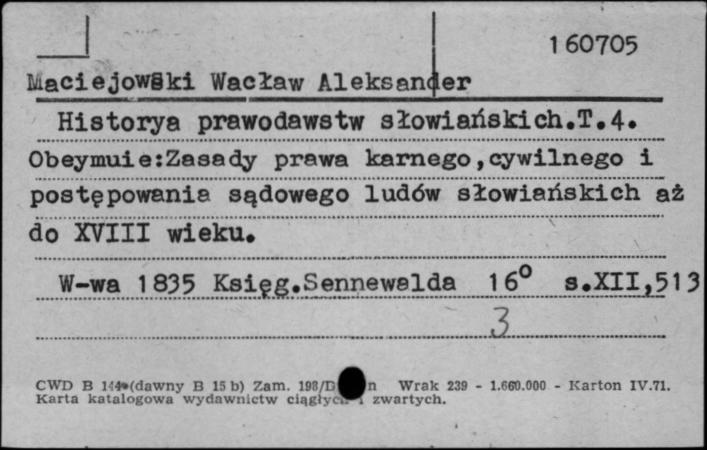 160705
Maciejowski Wacław Aleksander
Historya prawodawstw słowiańskich.T.4.
Obeymuie:Zasady prawa karnego,cywilnego i
postępowania sądowego ludów słowiańskich aż
do XVIII wieku.
W-wa 1835 Księg.Sennewalda 16° s.XII,513
3
CWD B 144*(dawny B 15 b) Zam. Wrak 239 - 1.660.000 - Karton IV.71.
Karta katalogowa wydawnictw ciągłych i zwartych.